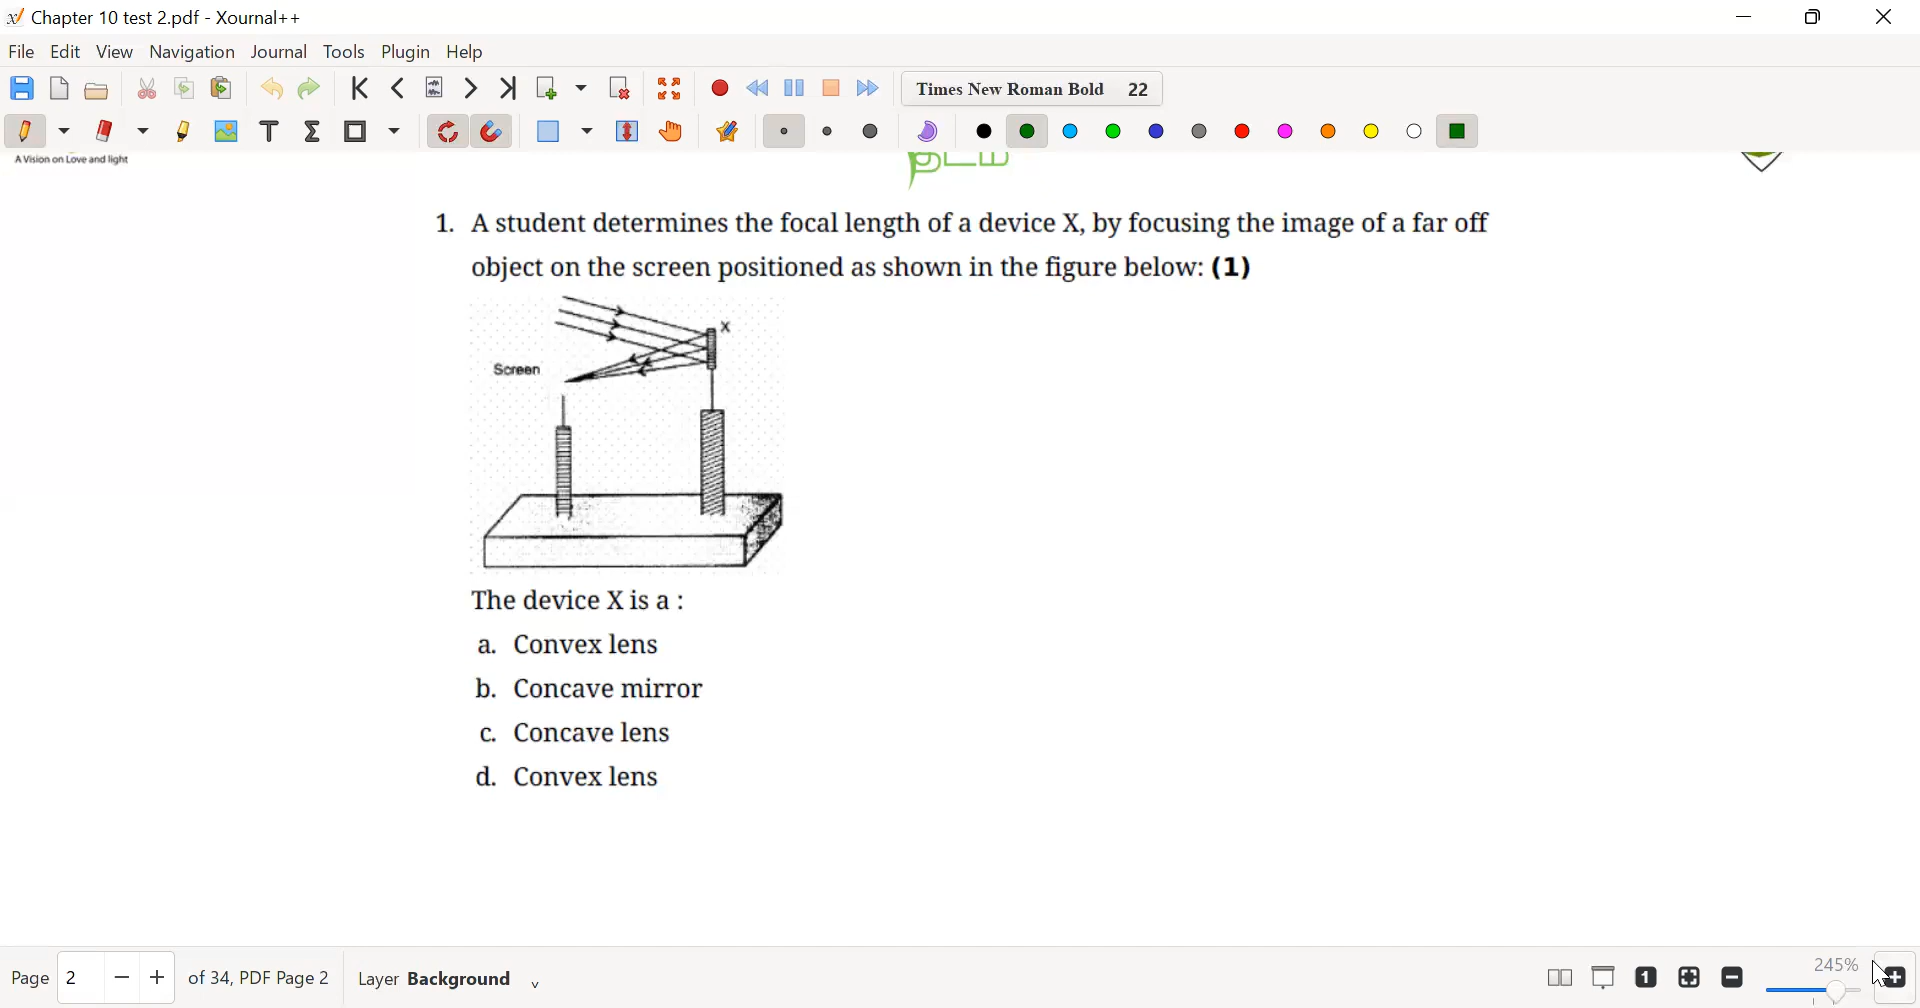 Chapter 10 test 2.pdf - Xournal++
File Edit View Navigation Journal Tools Plugin Help
Times New Roman Bold 22
A Vision on Love and light
1. A student determines the focal length of a device X, by focusing the image of a far off
object on the screen positioned as shown in the figure below: (1)
X
Screen
The device X is a :
a. Convex lens
b. Concave mirror
c. Concave lens
d. Convex lens
Page 2 of 34, PDF Page 2 Layer Background 245%